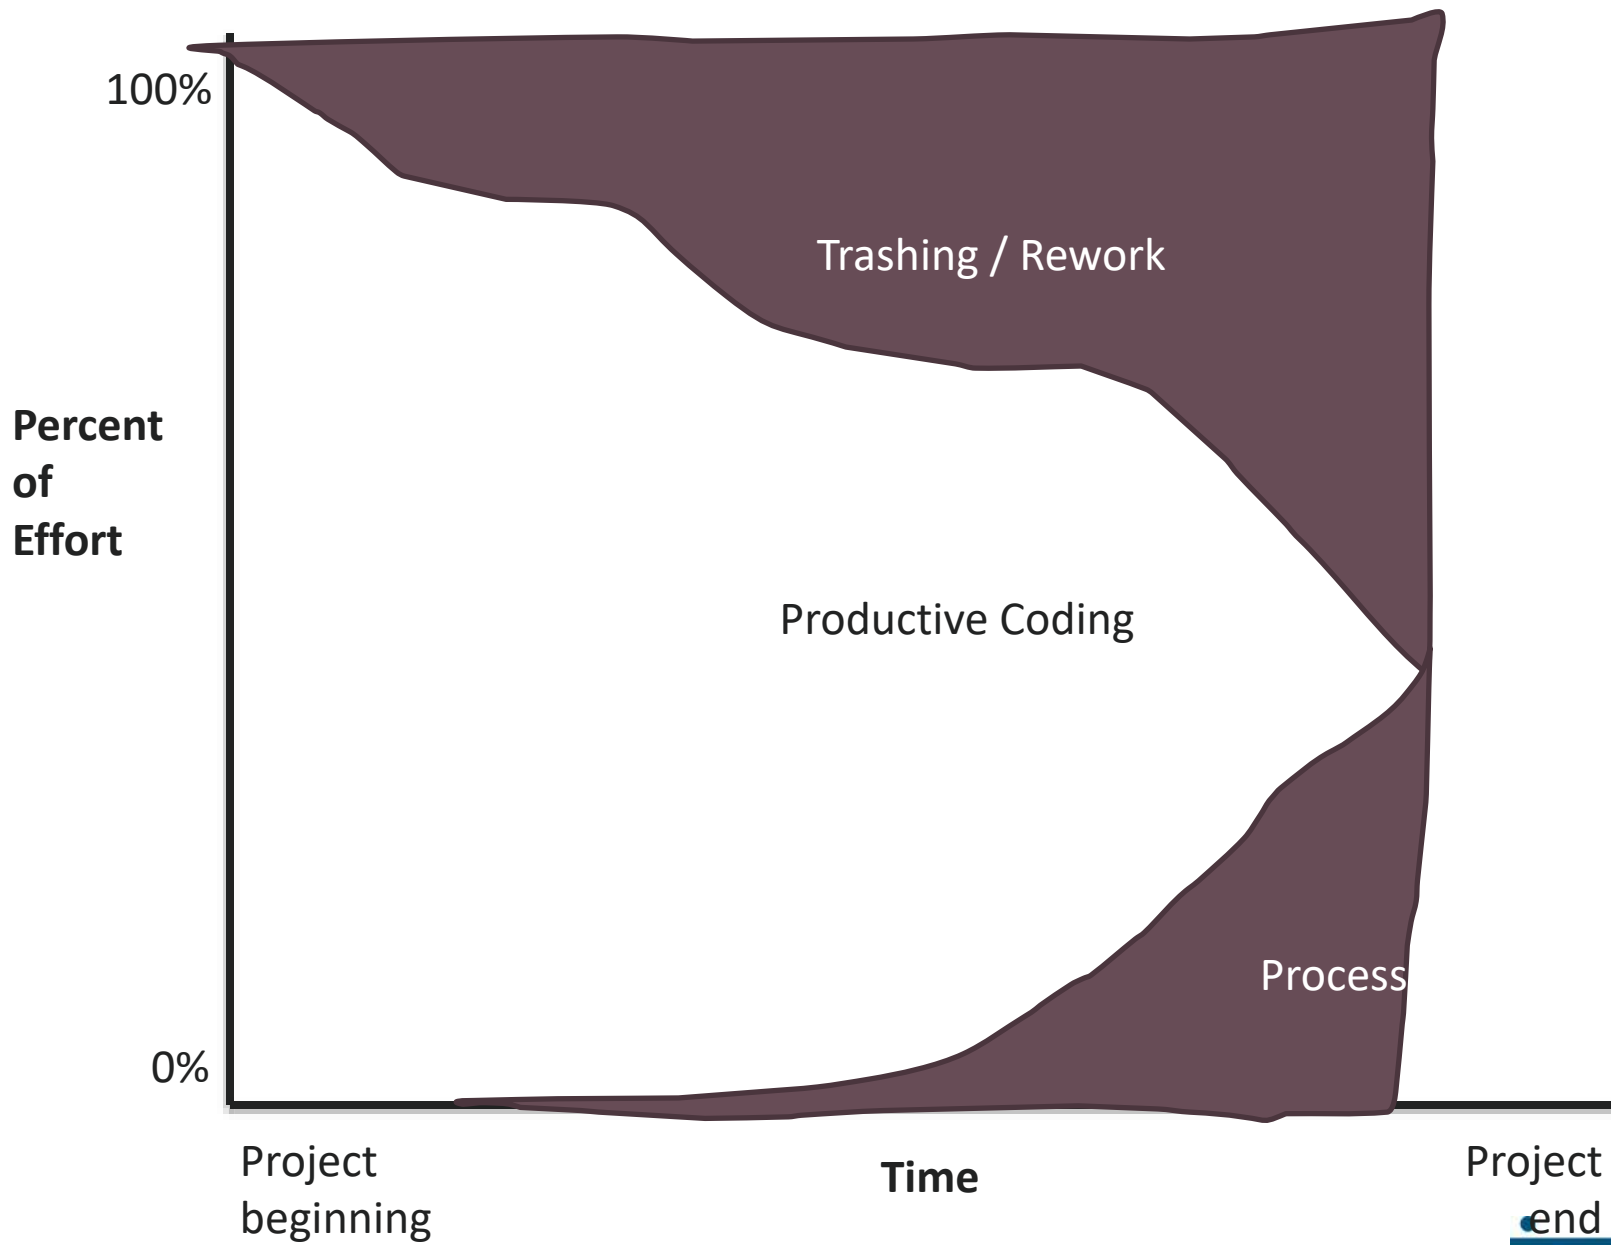 100%
Trashing / Rework
Percent
of
Effort
Productive Coding
Process
0%
Project
beginning
Time
Project
end